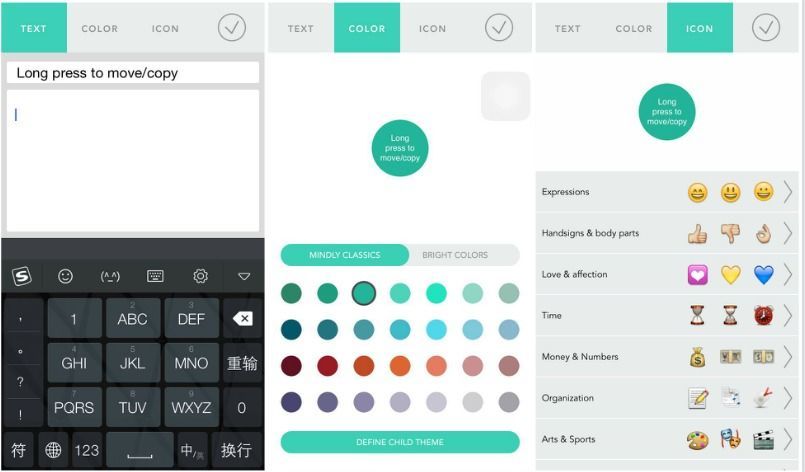 TEXT
COLOR
ICON
Long press to move/copy
，
。
?
!
1
2
ABC
3
DEF
4
GHI
5
JKL
6
MNO
重输
7
PQRS
8
TUV
9
WXYZ
0
符
123
中/英
换行
TEXT
COLOR
ICON
Long
press to
move/copy
MINDLY CLASSICS
BRIGHT COLORS
DEFINE CHILD THEME
TEXT
COLOR
ICON
Long
press to
move/copy
Expressions
Handsigns & body parts
Love & affection
Time
Money & Numbers
Organization
Arts & Sports